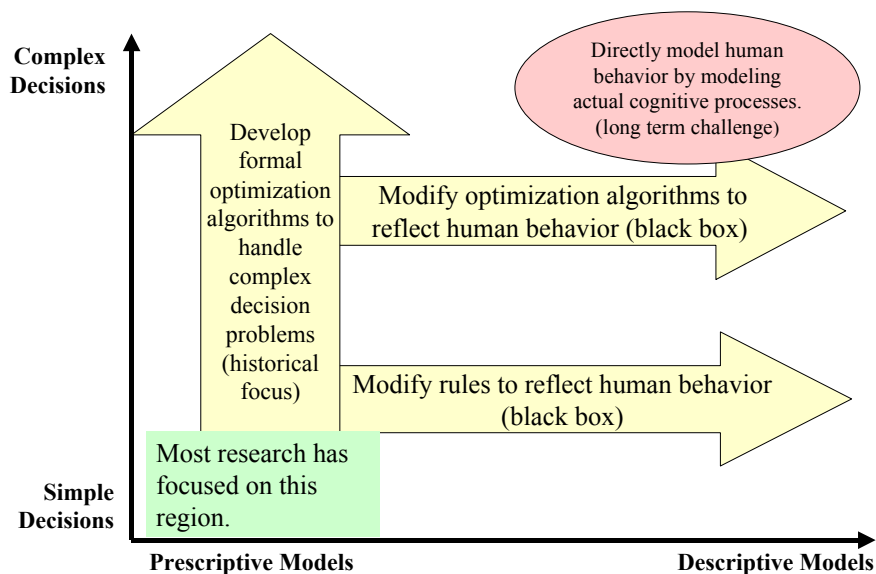 Complex
Decisions
Directly model human
behavior by modeling
actual cognitive processes.
(long term challenge)
Develop
formal
optimization
algorithms to
handle
complex
decision
problems
(historical
focus)
Modify optimization algorithms to
reflect human behavior (black box)
Modify rules to reflect human behavior
(black box)
Most research has
focused on this
region.
Simple
Decisions
Prescriptive Models
Descriptive Models